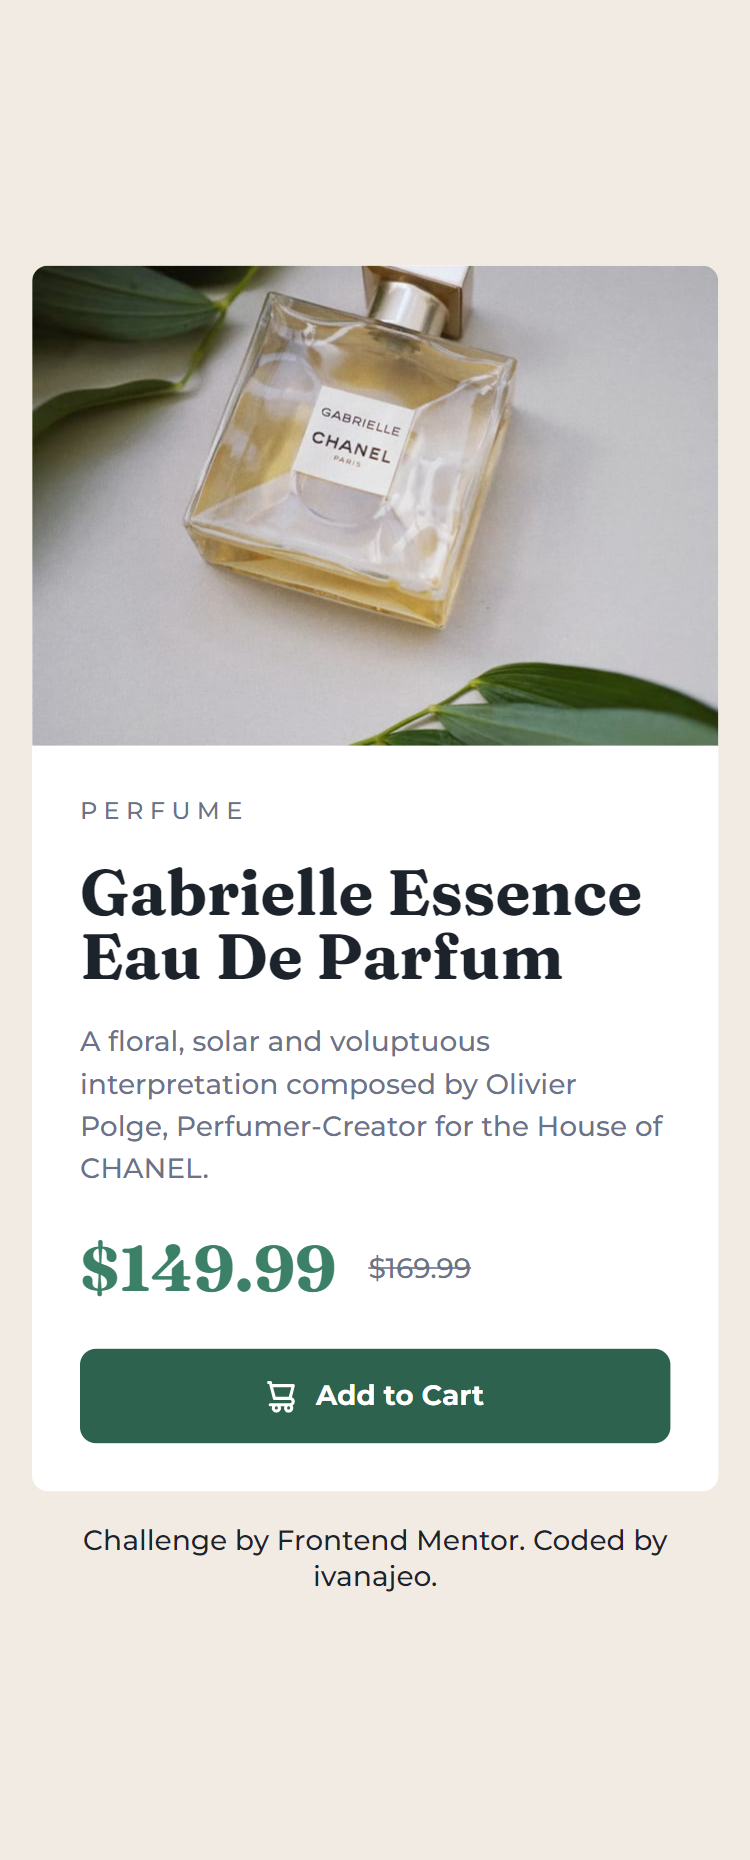 GABRIELLE
CHANEL
PARIS
PERFUME
Gabrielle Essence
Eau De Parfum
A floral, solar and voluptuous
interpretation composed by Olivier
Polge, Perfumer-Creator for the House of
CHANEL.
$149.99 $169.99
Add to Cart
Challenge by Frontend Mentor. Coded by
ivanajeo.